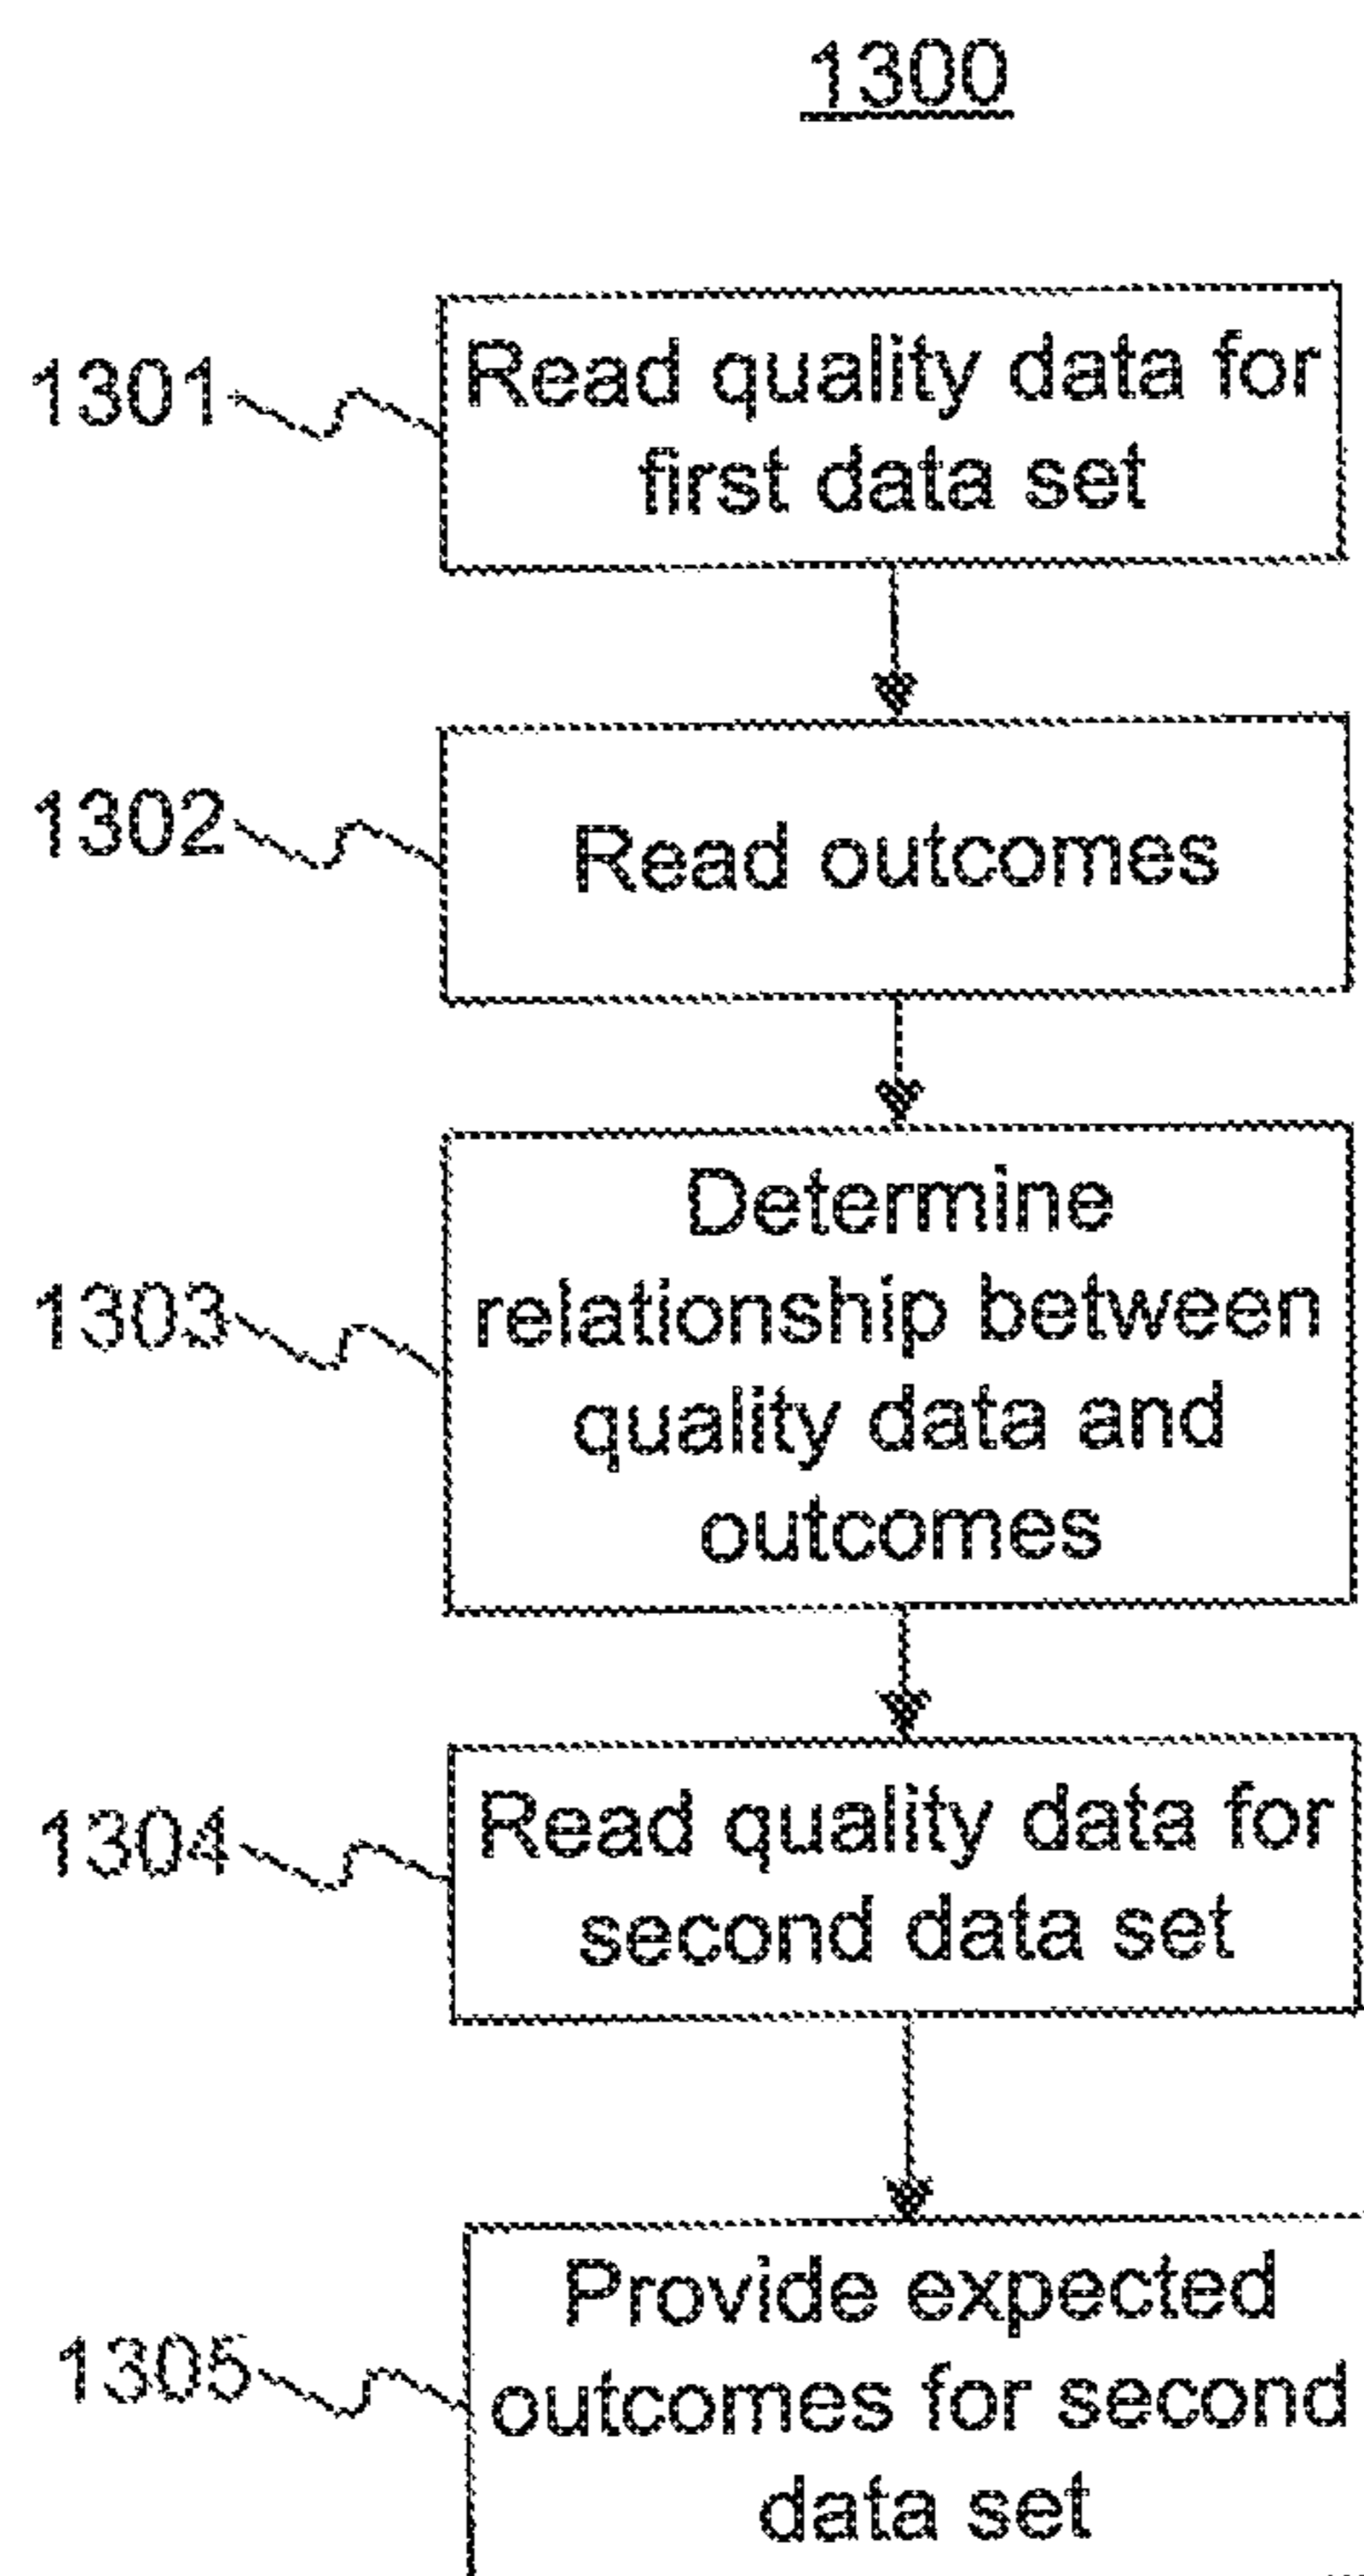 1300
1301
Read quality data for
first data set
1302
Read outcomes
1303
Determine
relationship between
quality data and
outcomes
1304
Read quality data for
second data set
1305
Provide expected
outcomes for second
data set